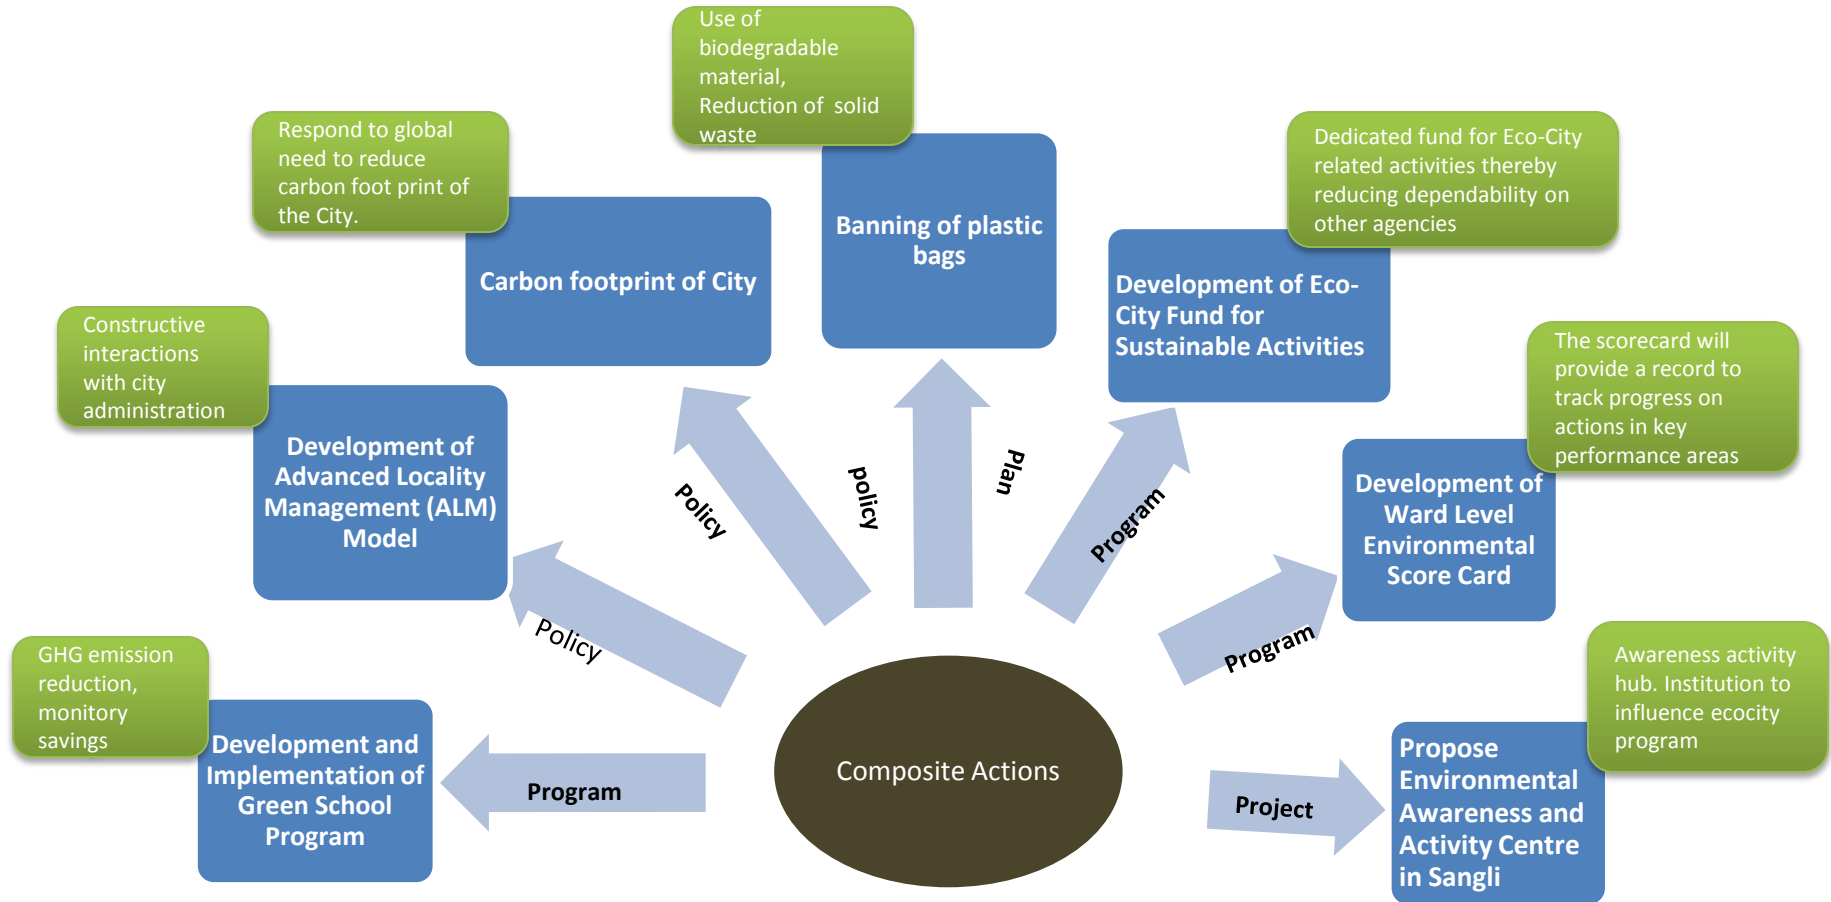 Use of
biodegradable
material,
Reduction of solid
waste
Respond to global
need to reduce
carbon foot print of
the City.
Dedicated fund for Eco-City
related activities thereby
reducing dependability on
other agencies
Carbon footprint of City
Banning of plastic
bags
Development of Eco-
City Fund for
Sustainable Activities
Constructive
interactions
with city
administration
The scorecard will
provide a record to
track progress on
actions in key
performance areas
Development of
Advanced Locality
Management (ALM)
Model
Policy
policy
Plan
Program
Development of
Ward Level
Environmental
Score Card
Policy
Program
GHG emission
reduction,
monitory
savings
Awareness activity
hub. Institution to
influence ecocity
program
Development and
Implementation of
Green School
Program
Program
Composite Actions
Project
Propose
Environmental
Awareness and
Activity Centre
in Sangli